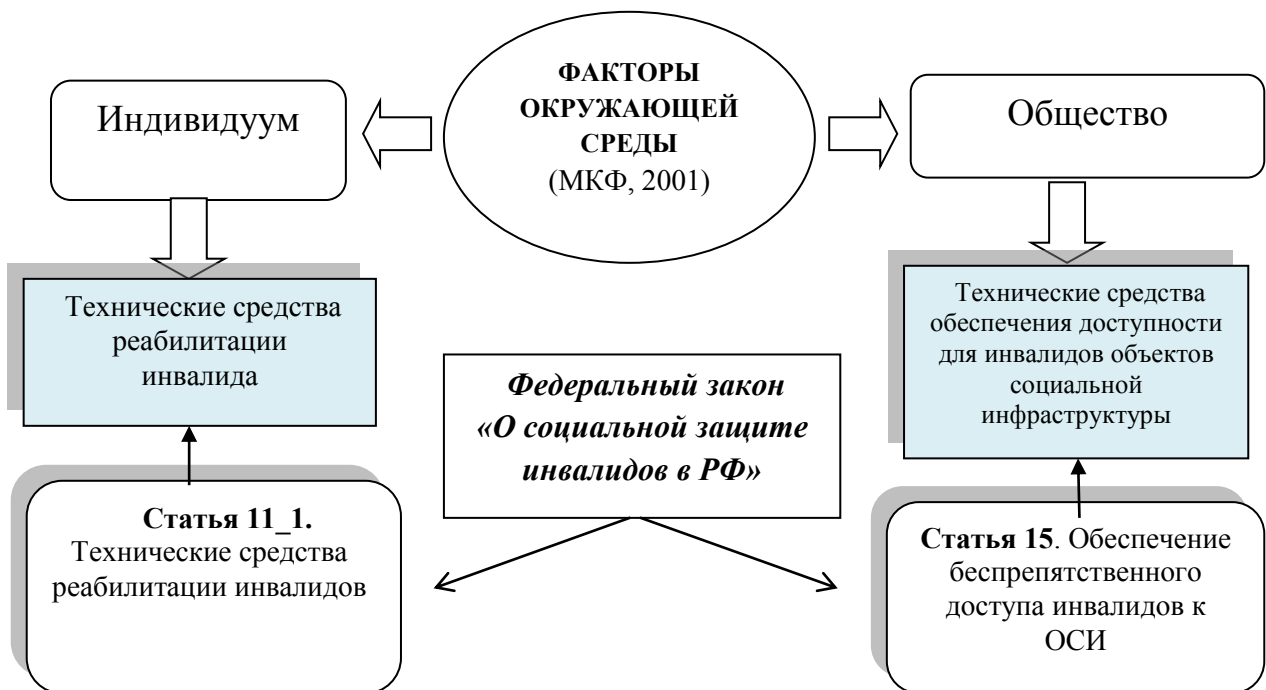 ФАКТОРЫ
ОКРУЖАЮЩЕЙ
СРЕДЫ
(МКФ, 2001)
Индивидуум
Общество
Технические средства
реабилитации
инвалида
Технические средства
обеспечения доступности
для инвалидов объектов
социальной
инфраструктуры
Федеральный закон
«О социальной защите
инвалидов в РФ»
Статья 11_1.
Технические средства
реабилитации инвалидов
Статья 15. Обеспечение
беспрепятственного
доступа инвалидов к
ОСИ